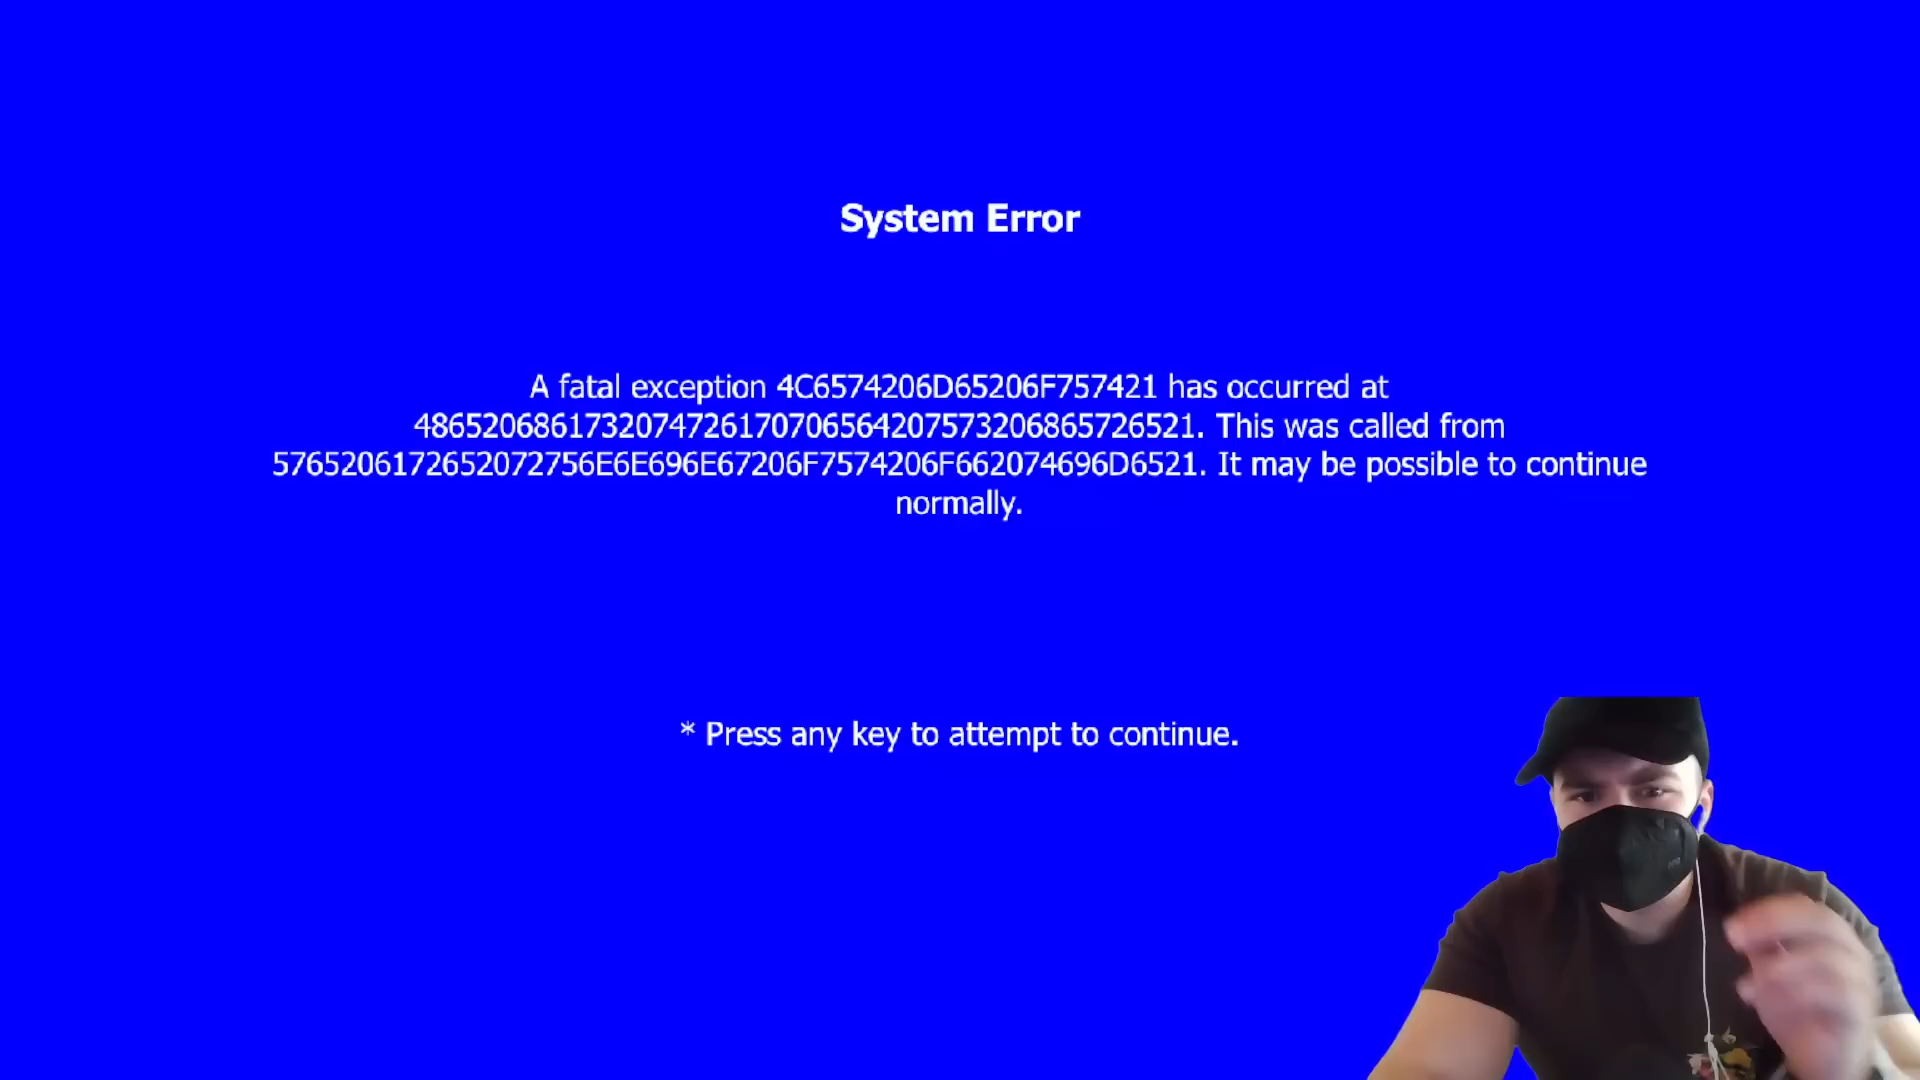 System Error
A fatal exception 4C6574206D65206F757421 has occurred at
4865206861732074726170706564207573206865726521. This was called from
5765206172652072756E6E696E67206F7574206F662074696D6521. It may be possible to continue
normally.
* Press any key to attempt to continue.